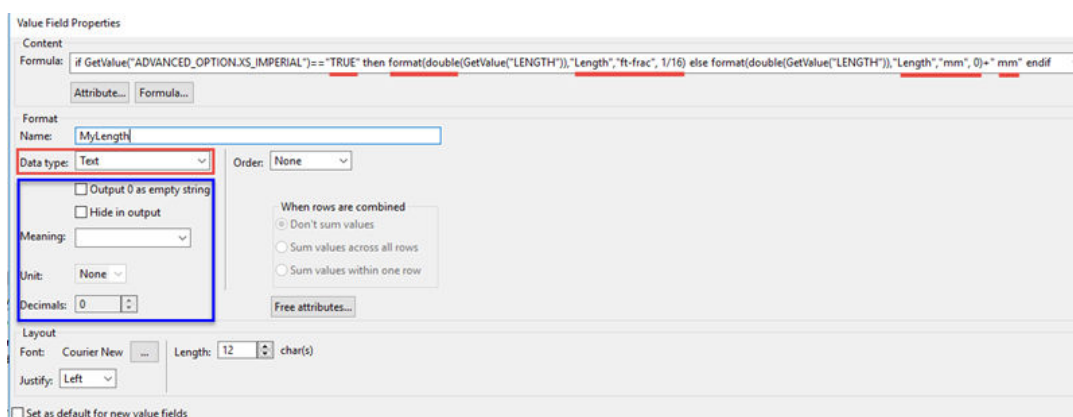 Value Field Properties
Content
Formula: if GetValue("ADVANCED_OPTION.XS_IMPERIAL")=="TRUE" then format(double(GetValue("LENGTH")),"Length","ft-frac", 1/16) else format(double(GetValue("LENGTH")),"Length","mm", 0)+" mm" endif
Attribute... Formula...
Format
Name: MyLength
Data type: Text Order: None
Output 0 as empty string
Hide in output
When rows are combined
Don't sum values
Meaning:
Sum values across all rows
Unit: None Sum values within one row
Decimals: 0 Free attributes...
Layout
Font: Courier New ... Length: 12 char(s)
Justify: Left
Set as default for new value fields